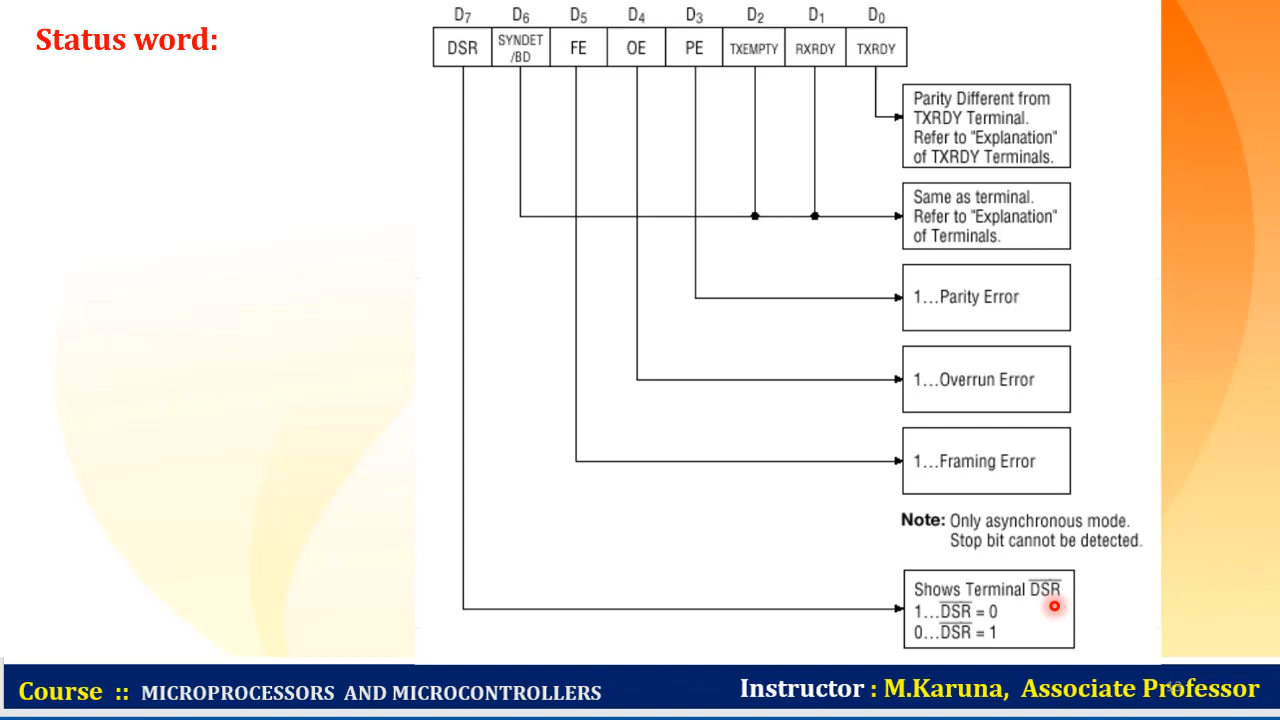 Status word:
D7 D6 D5 D4 D3 D2 D1 D0
DSR SYNDET /BD FE OE PE TXEMPTY RXRDY TXRDY
Parity Different from
TXRDY Terminal.
Refer to "Explanation"
of TXRDY Terminals.
Same as terminal.
Refer to "Explanation"
of Terminals.
1...Parity Error
1...Overrun Error
1...Framing Error
Note: Only asynchronous mode.
Stop bit cannot be detected.
Shows Terminal D̅S̅R̅
1...D̅S̅R̅ = 0
0...D̅S̅R̅ = 1
Course :: MICROPROCESSORS AND MICROCONTROLLERS
Instructor : M.Karuna, Associate Professor